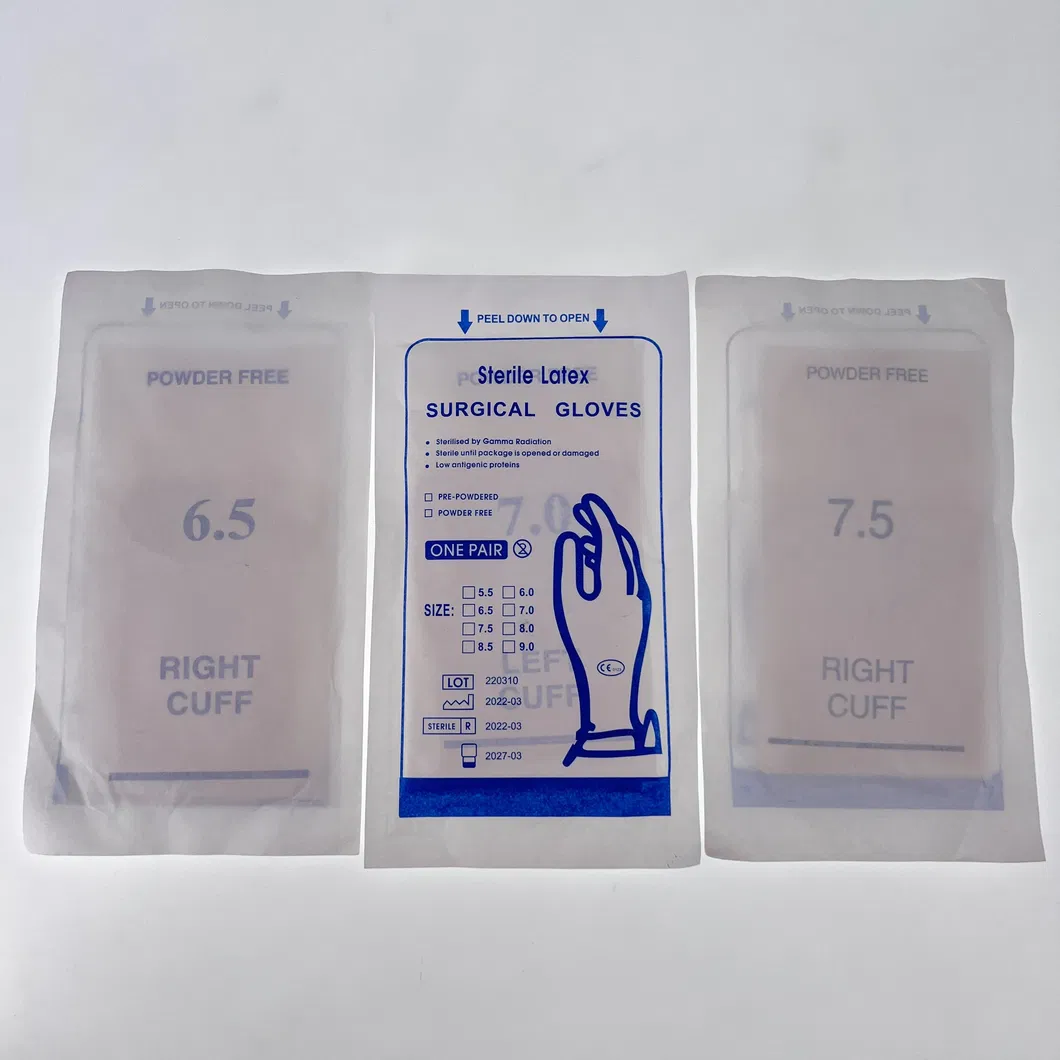 PEEL DOWN TO OPEN
POWDER FREE
6.5
RIGHT
CUFF
PEEL DOWN TO OPEN
POWDER FREE
Sterile Latex
SURGICAL GLOVES
Sterilised by Gamma Radiation
Sterile until package is opened or damaged
Low antigenic proteins
PRE-POWDERED
POWDER FREE
7.0
ONE PAIR 2
SIZE:
5.5 6.0
6.5 7.0
7.5 8.0
8.5 9.0
LEFT
CUFF
CE
LOT 220310
2022-03
STERILE R 2022-03
2027-03
PEEL DOWN TO OPEN
POWDER FREE
7.5
RIGHT
CUFF